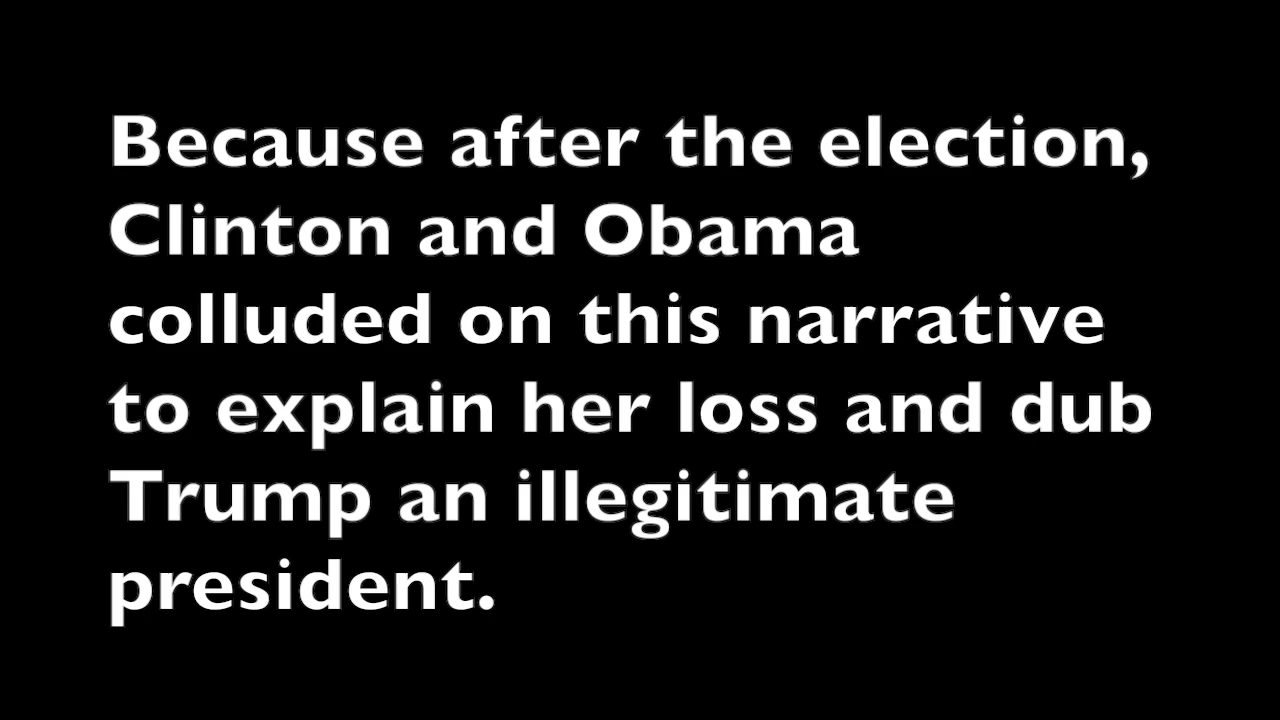 Because after the election,
Clinton and Obama
colluded on this narrative
to explain her loss and dub
Trump an illegitimate
president.